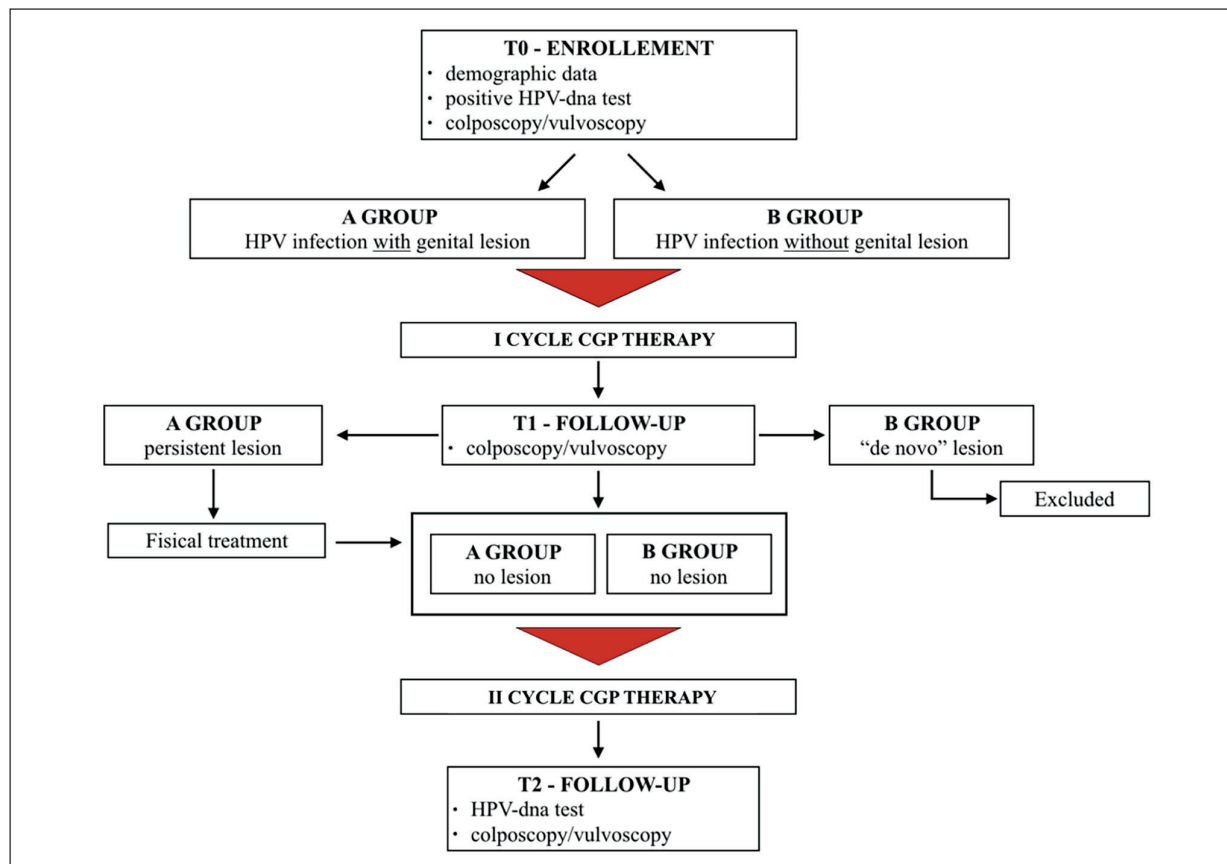 T0 - ENROLLEMENT
· demographic data
· positive HPV-dna test
· colposcopy/vulvoscopy
A GROUP
HPV infection with genital lesion
B GROUP
HPV infection without genital lesion
I CYCLE CGP THERAPY
A GROUP
persistent lesion
T1 - FOLLOW-UP
· colposcopy/vulvoscopy
B GROUP
“de novo” lesion
Excluded
Fisical treatment
A GROUP
no lesion
B GROUP
no lesion
II CYCLE CGP THERAPY
T2 - FOLLOW-UP
· HPV-dna test
· colposcopy/vulvoscopy